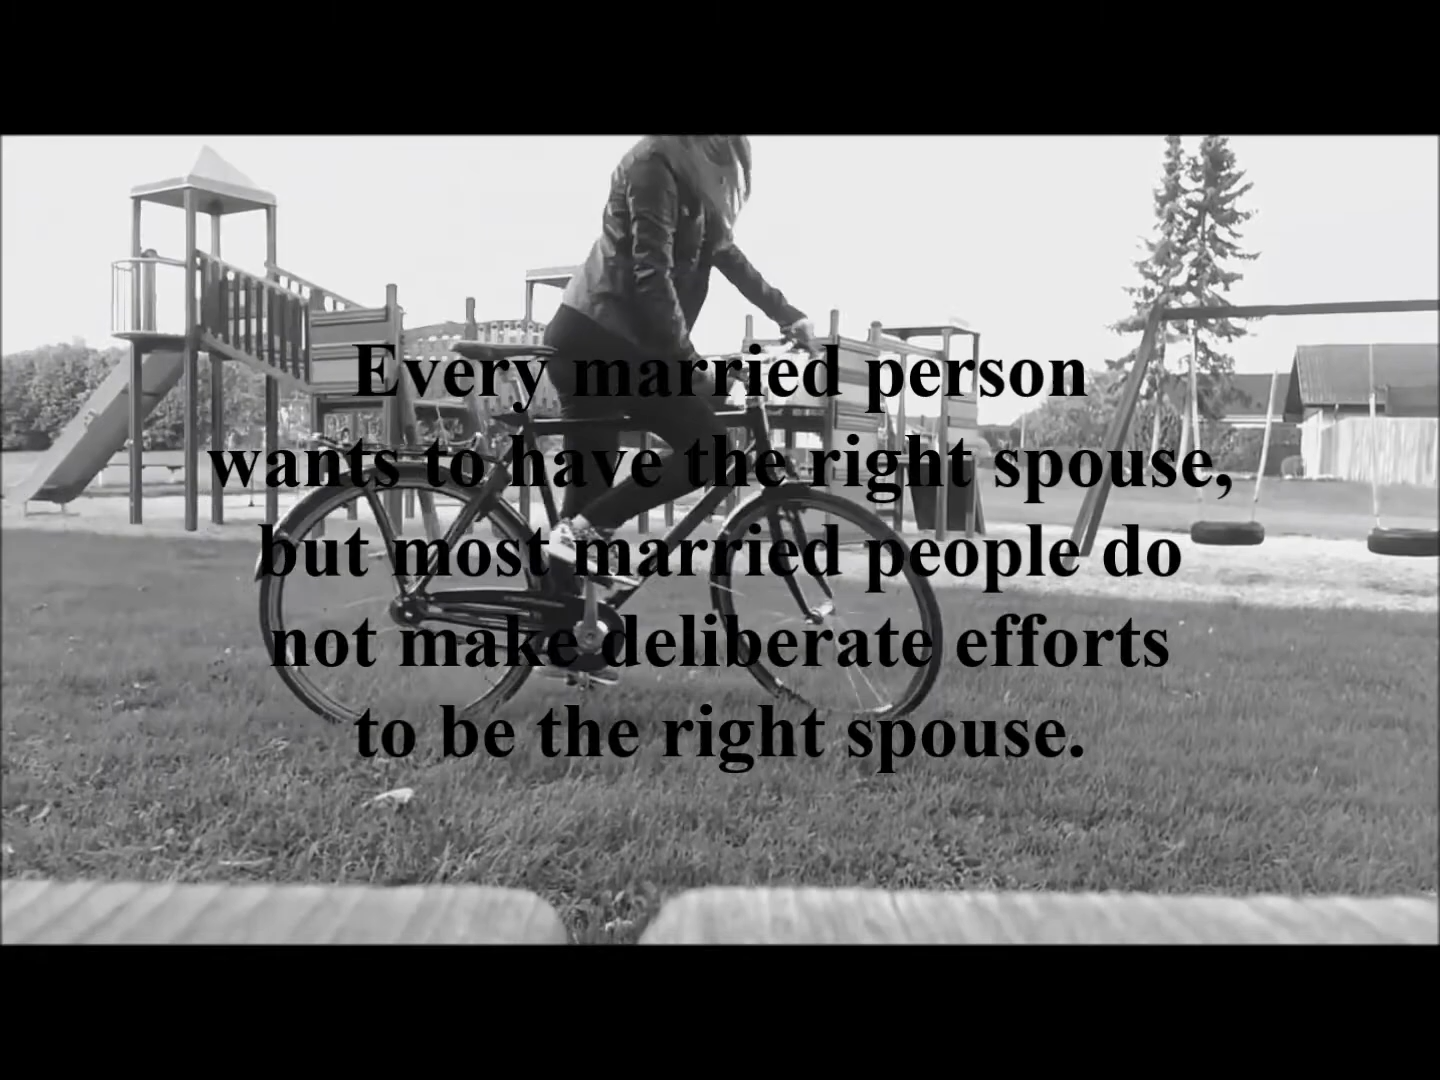 Every married person
wants to have the right spouse,
but most married people do
not make deliberate efforts
to be the right spouse.